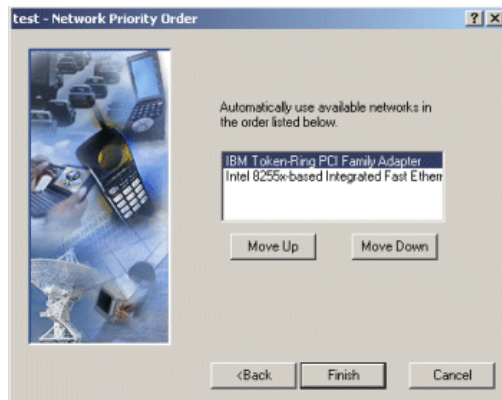 test - Network Priority Order
Automatically use available networks in
the order listed below.
IBM Token-Ring PCI Family Adapter
Intel 8255x-based Integrated Fast Ethern
Move Up
Move Down
<Back
Finish
Cancel